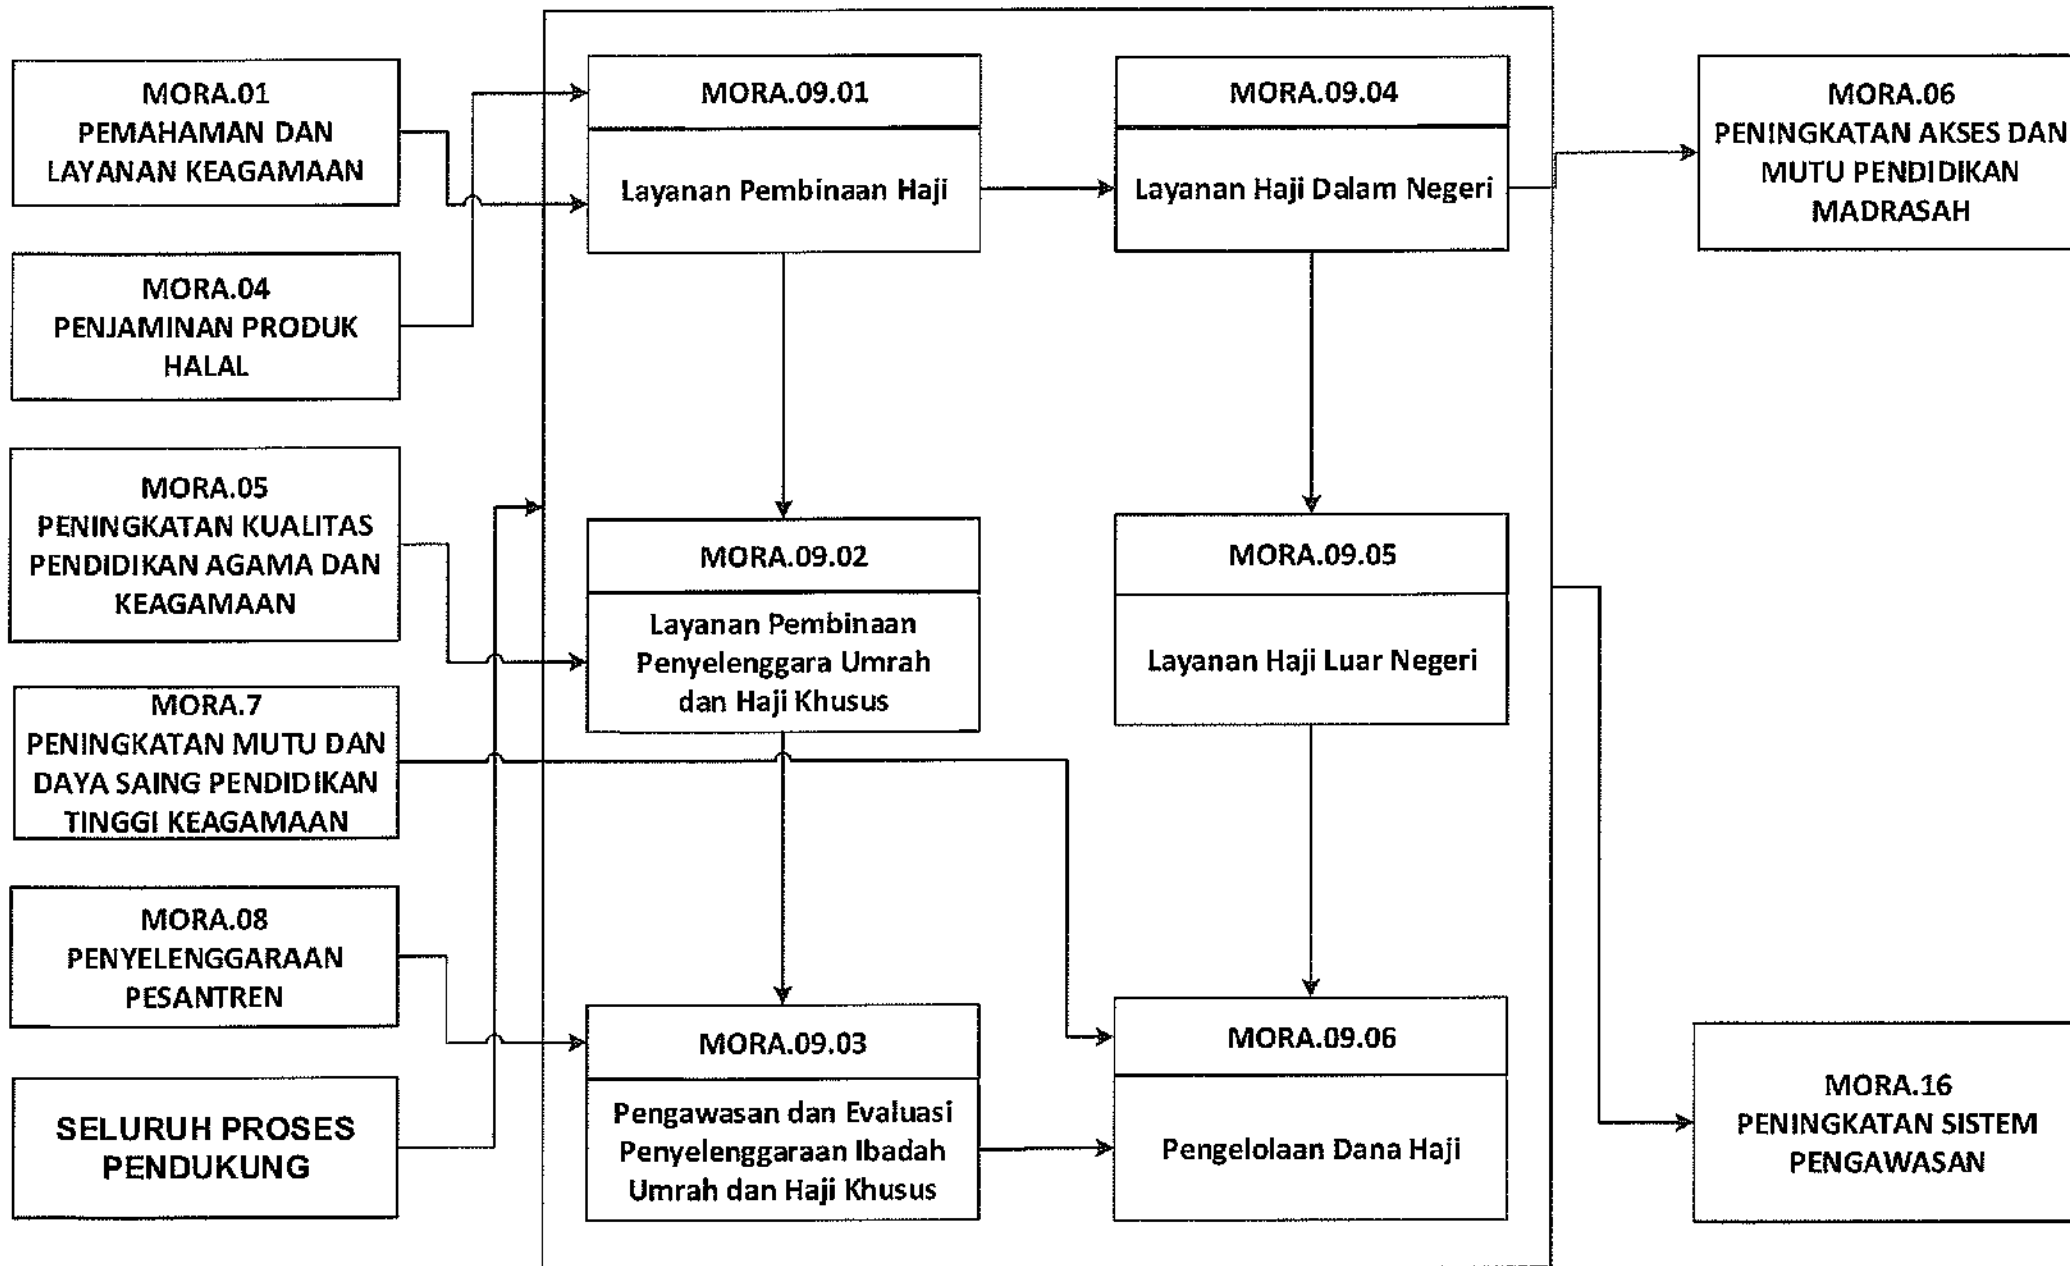 MORA.01
PEMAHAMAN DAN
LAYANAN KEAGAMAAN
MORA.04
PENJAMINAN PRODUK
HALAL
MORA.05
PENINGKATAN KUALITAS
PENDIDIKAN AGAMA DAN
KEAGAMAAN
MORA.7
PENINGKATAN MUTU DAN
DAYA SAING PENDIDIKAN
TINGGI KEAGAMAAN
MORA.08
PENYELENGGARAAN
PESANTREN
SELURUH PROSES
PENDUKUNG
MORA.09.01
Layanan Pembinaan Haji
MORA.09.02
Layanan Pembinaan
Penyelenggara Umrah
dan Haji Khusus
MORA.09.03
Pengawasan dan Evaluasi
Penyelenggaraan Ibadah
Umrah dan Haji Khusus
MORA.09.04
Layanan Haji Dalam Negeri
MORA.09.05
Layanan Haji Luar Negeri
MORA.09.06
Pengelolaan Dana Haji
MORA.06
PENINGKATAN AKSES DAN
MUTU PENDIDIKAN
MADRASAH
MORA.16
PENINGKATAN SISTEM
PENGAWASAN